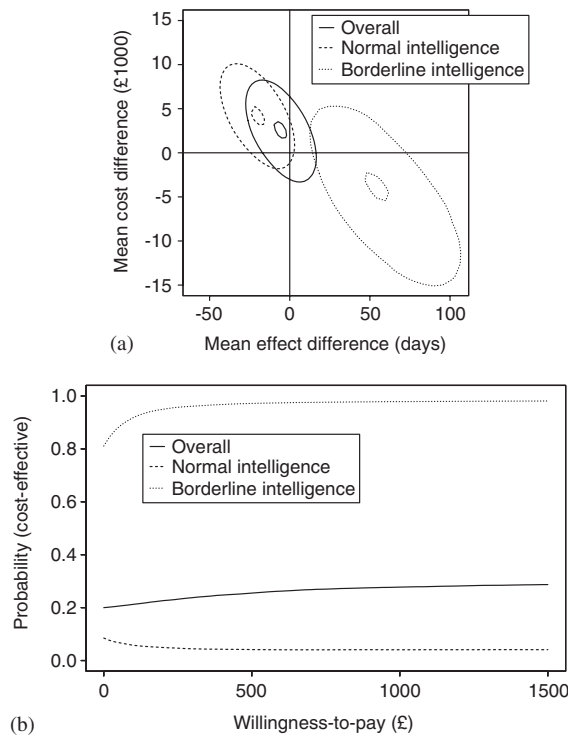 15
10
5
0
-5
-10
-15
Mean cost difference (£1000)
Overall
Normal intelligence
Borderline intelligence
-50 0 50 100
(a) Mean effect difference (days)
1.0
0.8
0.6
0.4
0.2
0.0
Probability (cost-effective)
Overall
Normal intelligence
Borderline intelligence
0 500 1000 1500
(b) Willingness-to-pay (£)